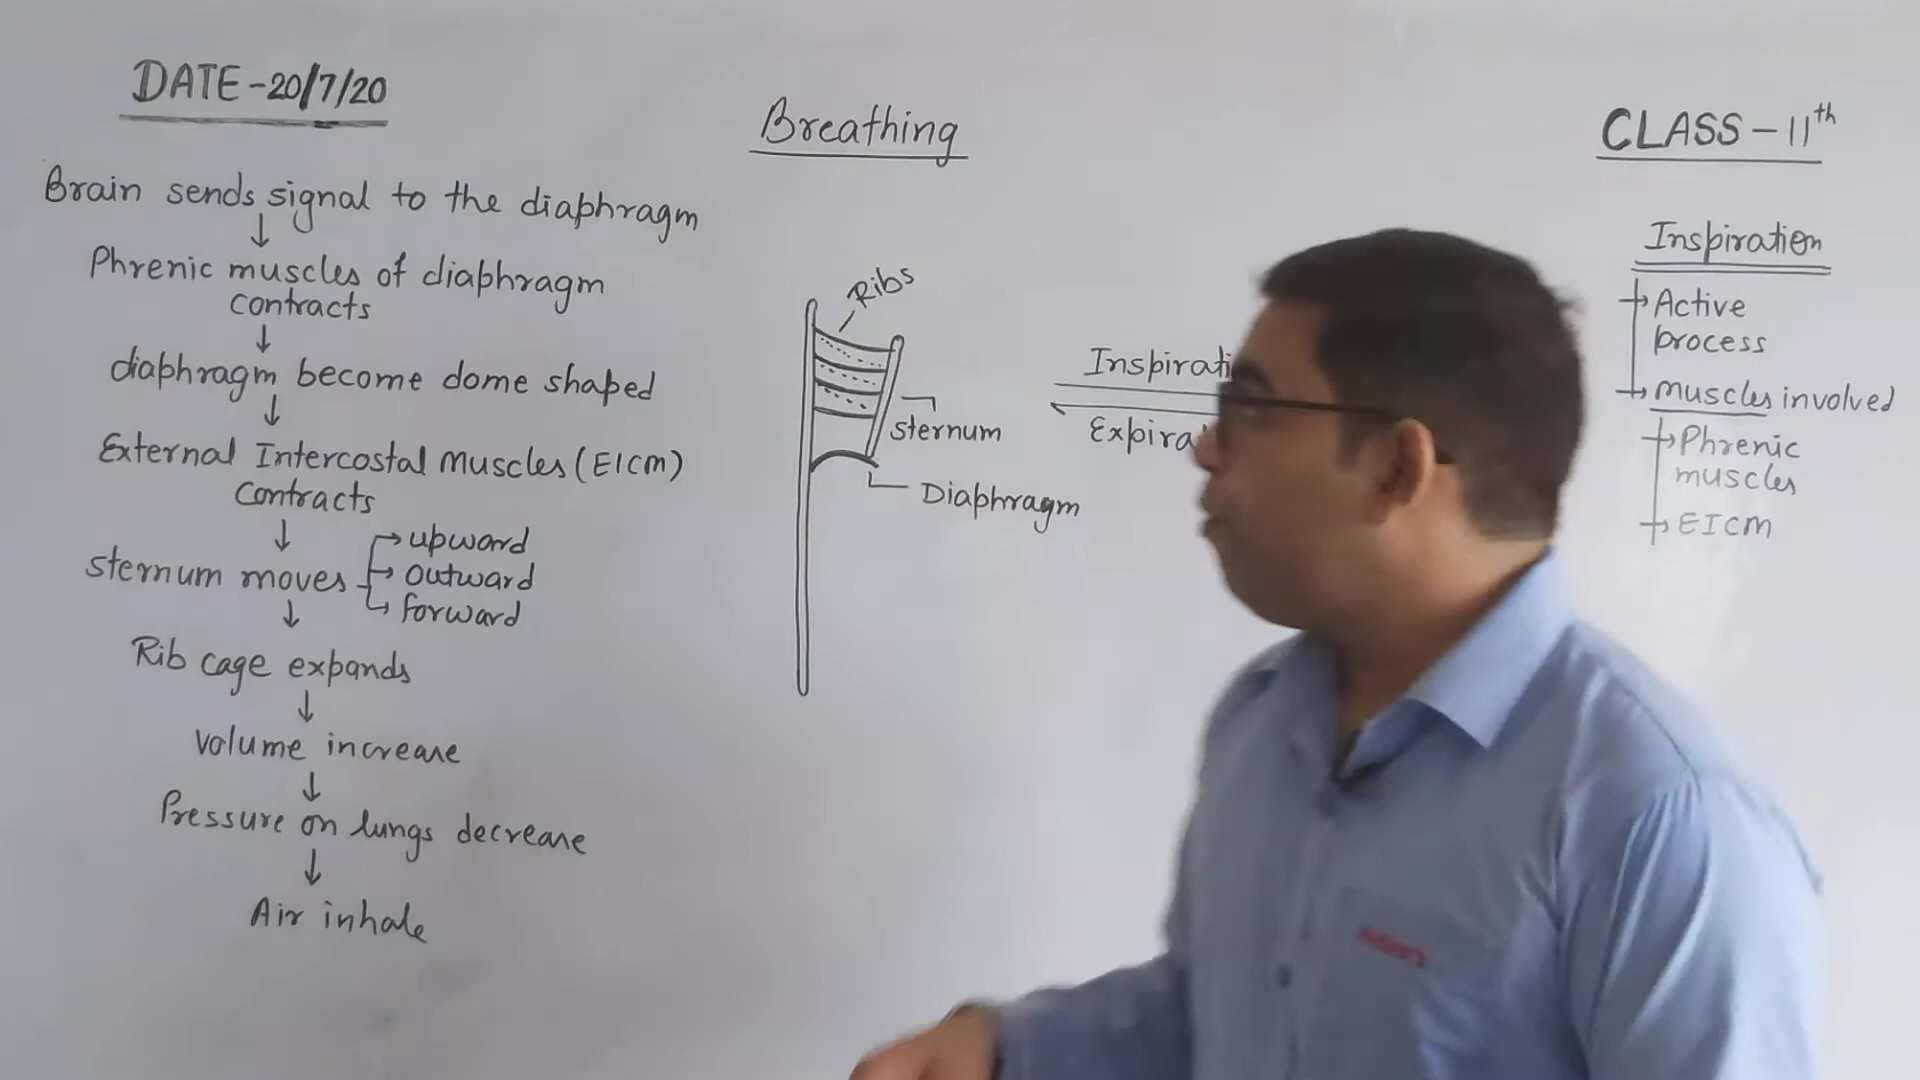 DATE-20/7/20
Breathing
CLASS-11th
Brain sends signal to the diaphragm
↓
Phrenic muscles of diaphragm
contracts
↓
diaphragm become dome shaped
↓
External Intercostal Muscles (EICM)
contracts
↓
sternum moves
→ upward
→ outward
→ forward
↓
Rib cage expands
↓
volume increase
↓
Pressure on lungs decrease
↓
Air inhale
Ribs
sternum
Diaphragm
Inspirati
Expira
Inspiration
→ Active
process
→ muscles involved
→ Phrenic
muscles
→ EICM